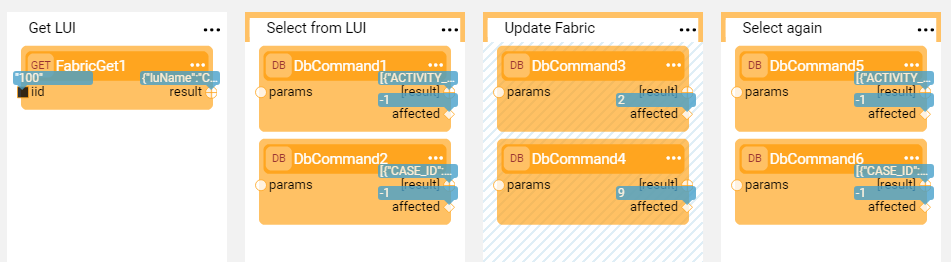 Get LUI
GET FabricGet1
"100"
{"luName":"C...
iid
result
Select from LUI
DB DbCommand1
[{"ACTIVITY_...
params
[result]
-1
affected
DB DbCommand2
[{"CASE_ID":...
params
[result]
-1
affected
Update Fabric
DB DbCommand3
params
[result]
2
affected
DB DbCommand4
params
[result]
9
affected
Select again
DB DbCommand5
[{"ACTIVITY_...
params
[result]
-1
affected
DB DbCommand6
[{"CASE_ID":...
params
[result]
-1
affected